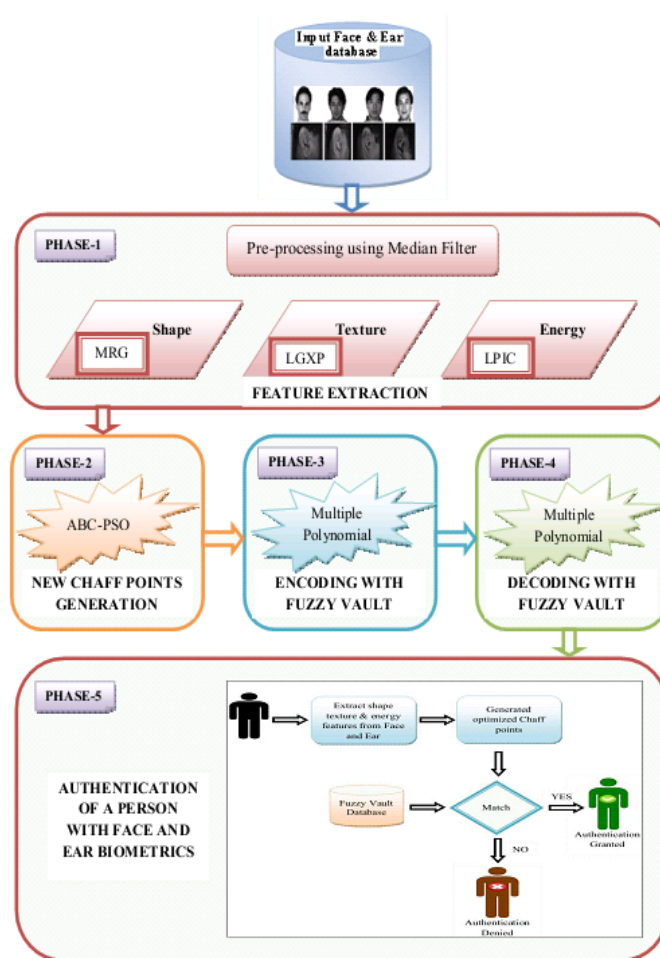 Input Face & Ear
database
PHASE-1
Pre-processing using Median Filter
Shape
MRG
Texture
LGXP
Energy
LPIC
FEATURE EXTRACTION
PHASE-2
ABC-PSO
NEW CHAFF POINTS
GENERATION
PHASE-3
Multiple
Polynomial
ENCODING WITH
FUZZY VAULT
PHASE-4
Multiple
Polynomial
DECODING WITH
FUZZY VAULT
PHASE-5
AUTHENTICATION
OF A PERSON
WITH FACE AND
EAR BIOMETRICS
Extract shape
texture & energy
features from Face
and Ear
Generated
optimized Chaff
points
Fuzzy Vault
Database
Match
YES
Authentication
Granted
NO
Authentication
Denied